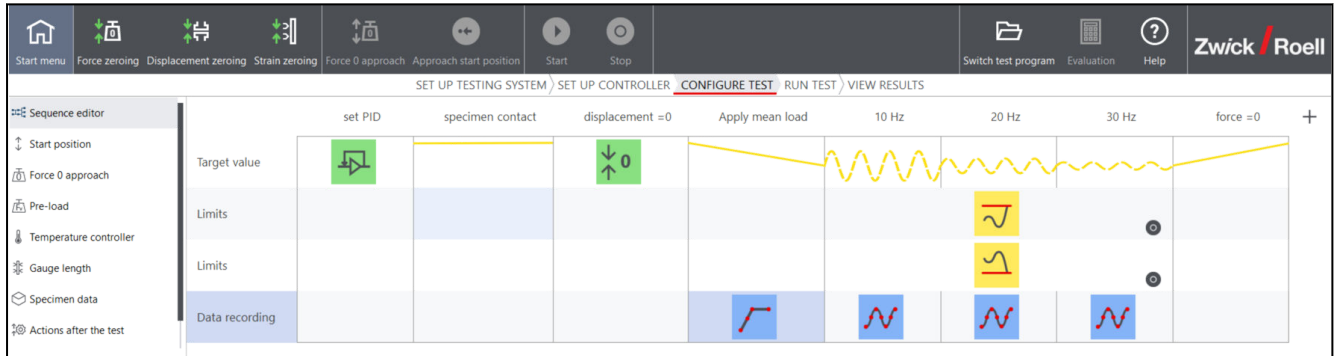 Start menu Force zeroing Displacement zeroing Strain zeroing Force 0 approach Approach start position Start Stop Switch test program Evaluation Help Zwick / Roell
SET UP TESTING SYSTEM SET UP CONTROLLER CONFIGURE TEST RUN TEST VIEW RESULTS
Sequence editor
set PID specimen contact displacement =0 Apply mean load 10 Hz 20 Hz 30 Hz force =0 +
Start position
Target value
0
Force 0 approach
Pre-load
Limits
Temperature controller
Gauge length
Limits
Specimen data
Data recording
Actions after the test